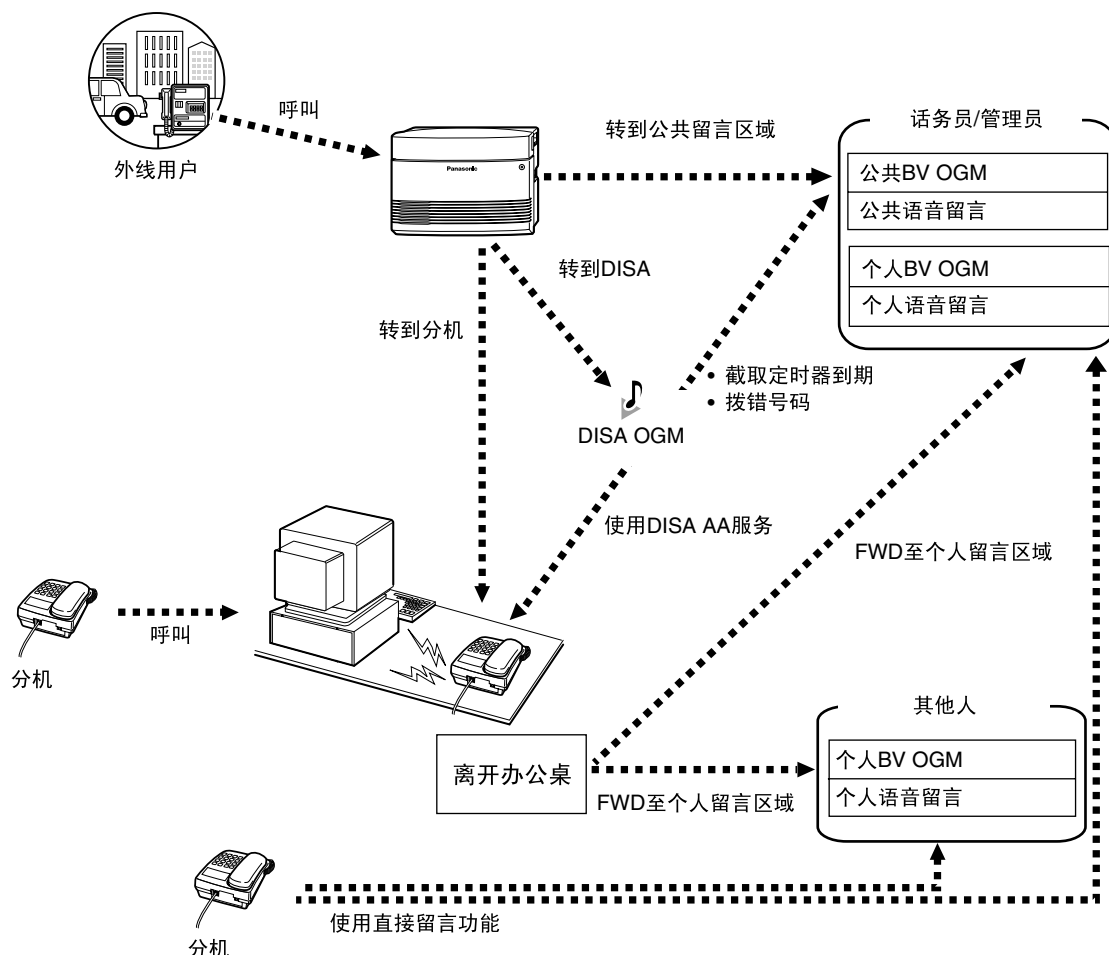 呼叫
外线用户
Panasonic
转到公共留言区域
话务员/管理员
公共BV OGM
公共语音留言
个人BV OGM
个人语音留言
转到DISA
转到分机
• 截取定时器到期
• 拨错号码
DISA OGM
使用DISA AA服务
FWD至个人留言区域
呼叫
分机
其他人
个人BV OGM
个人语音留言
离开办公桌
FWD至个人留言区域
使用直接留言功能
分机